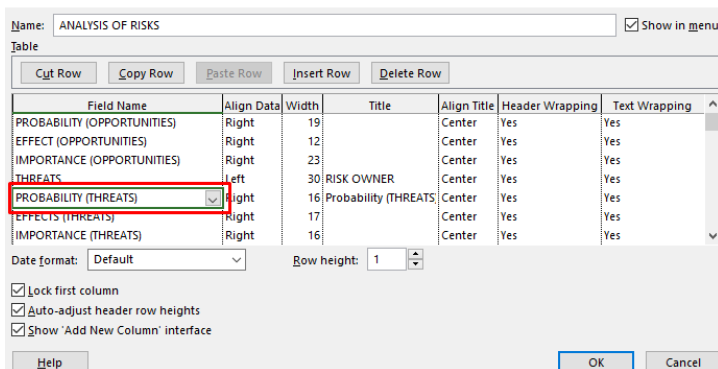 Name: ANALYSIS OF RISKS Show in menu
Table
Cut Row Copy Row Paste Row Insert Row Delete Row
Field Name Align Data Width Title Align Title Header Wrapping Text Wrapping
PROBABILITY (OPPORTUNITIES) Right 19 Center Yes Yes
EFFECT (OPPORTUNITIES) Right 12 Center Yes Yes
IMPORTANCE (OPPORTUNITIES) Right 23 Center Yes Yes
THREATS Left 30 RISK OWNER Center Yes Yes
PROBABILITY (THREATS) Right 16 Probability (THREATS) Center Yes Yes
EFFECTS (THREATS) Right 17 Center Yes Yes
IMPORTANCE (THREATS) Right 16 Center Yes Yes
Date format: Default Row height: 1
Lock first column
Auto-adjust header row heights
Show 'Add New Column' interface
Help OK Cancel